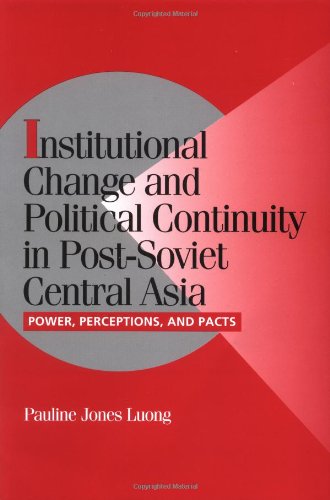 Institutional
Change and
Political Continuity
in Post-Soviet
Central Asia
POWER, PERCEPTIONS, AND PACTS
Pauline Jones Luong